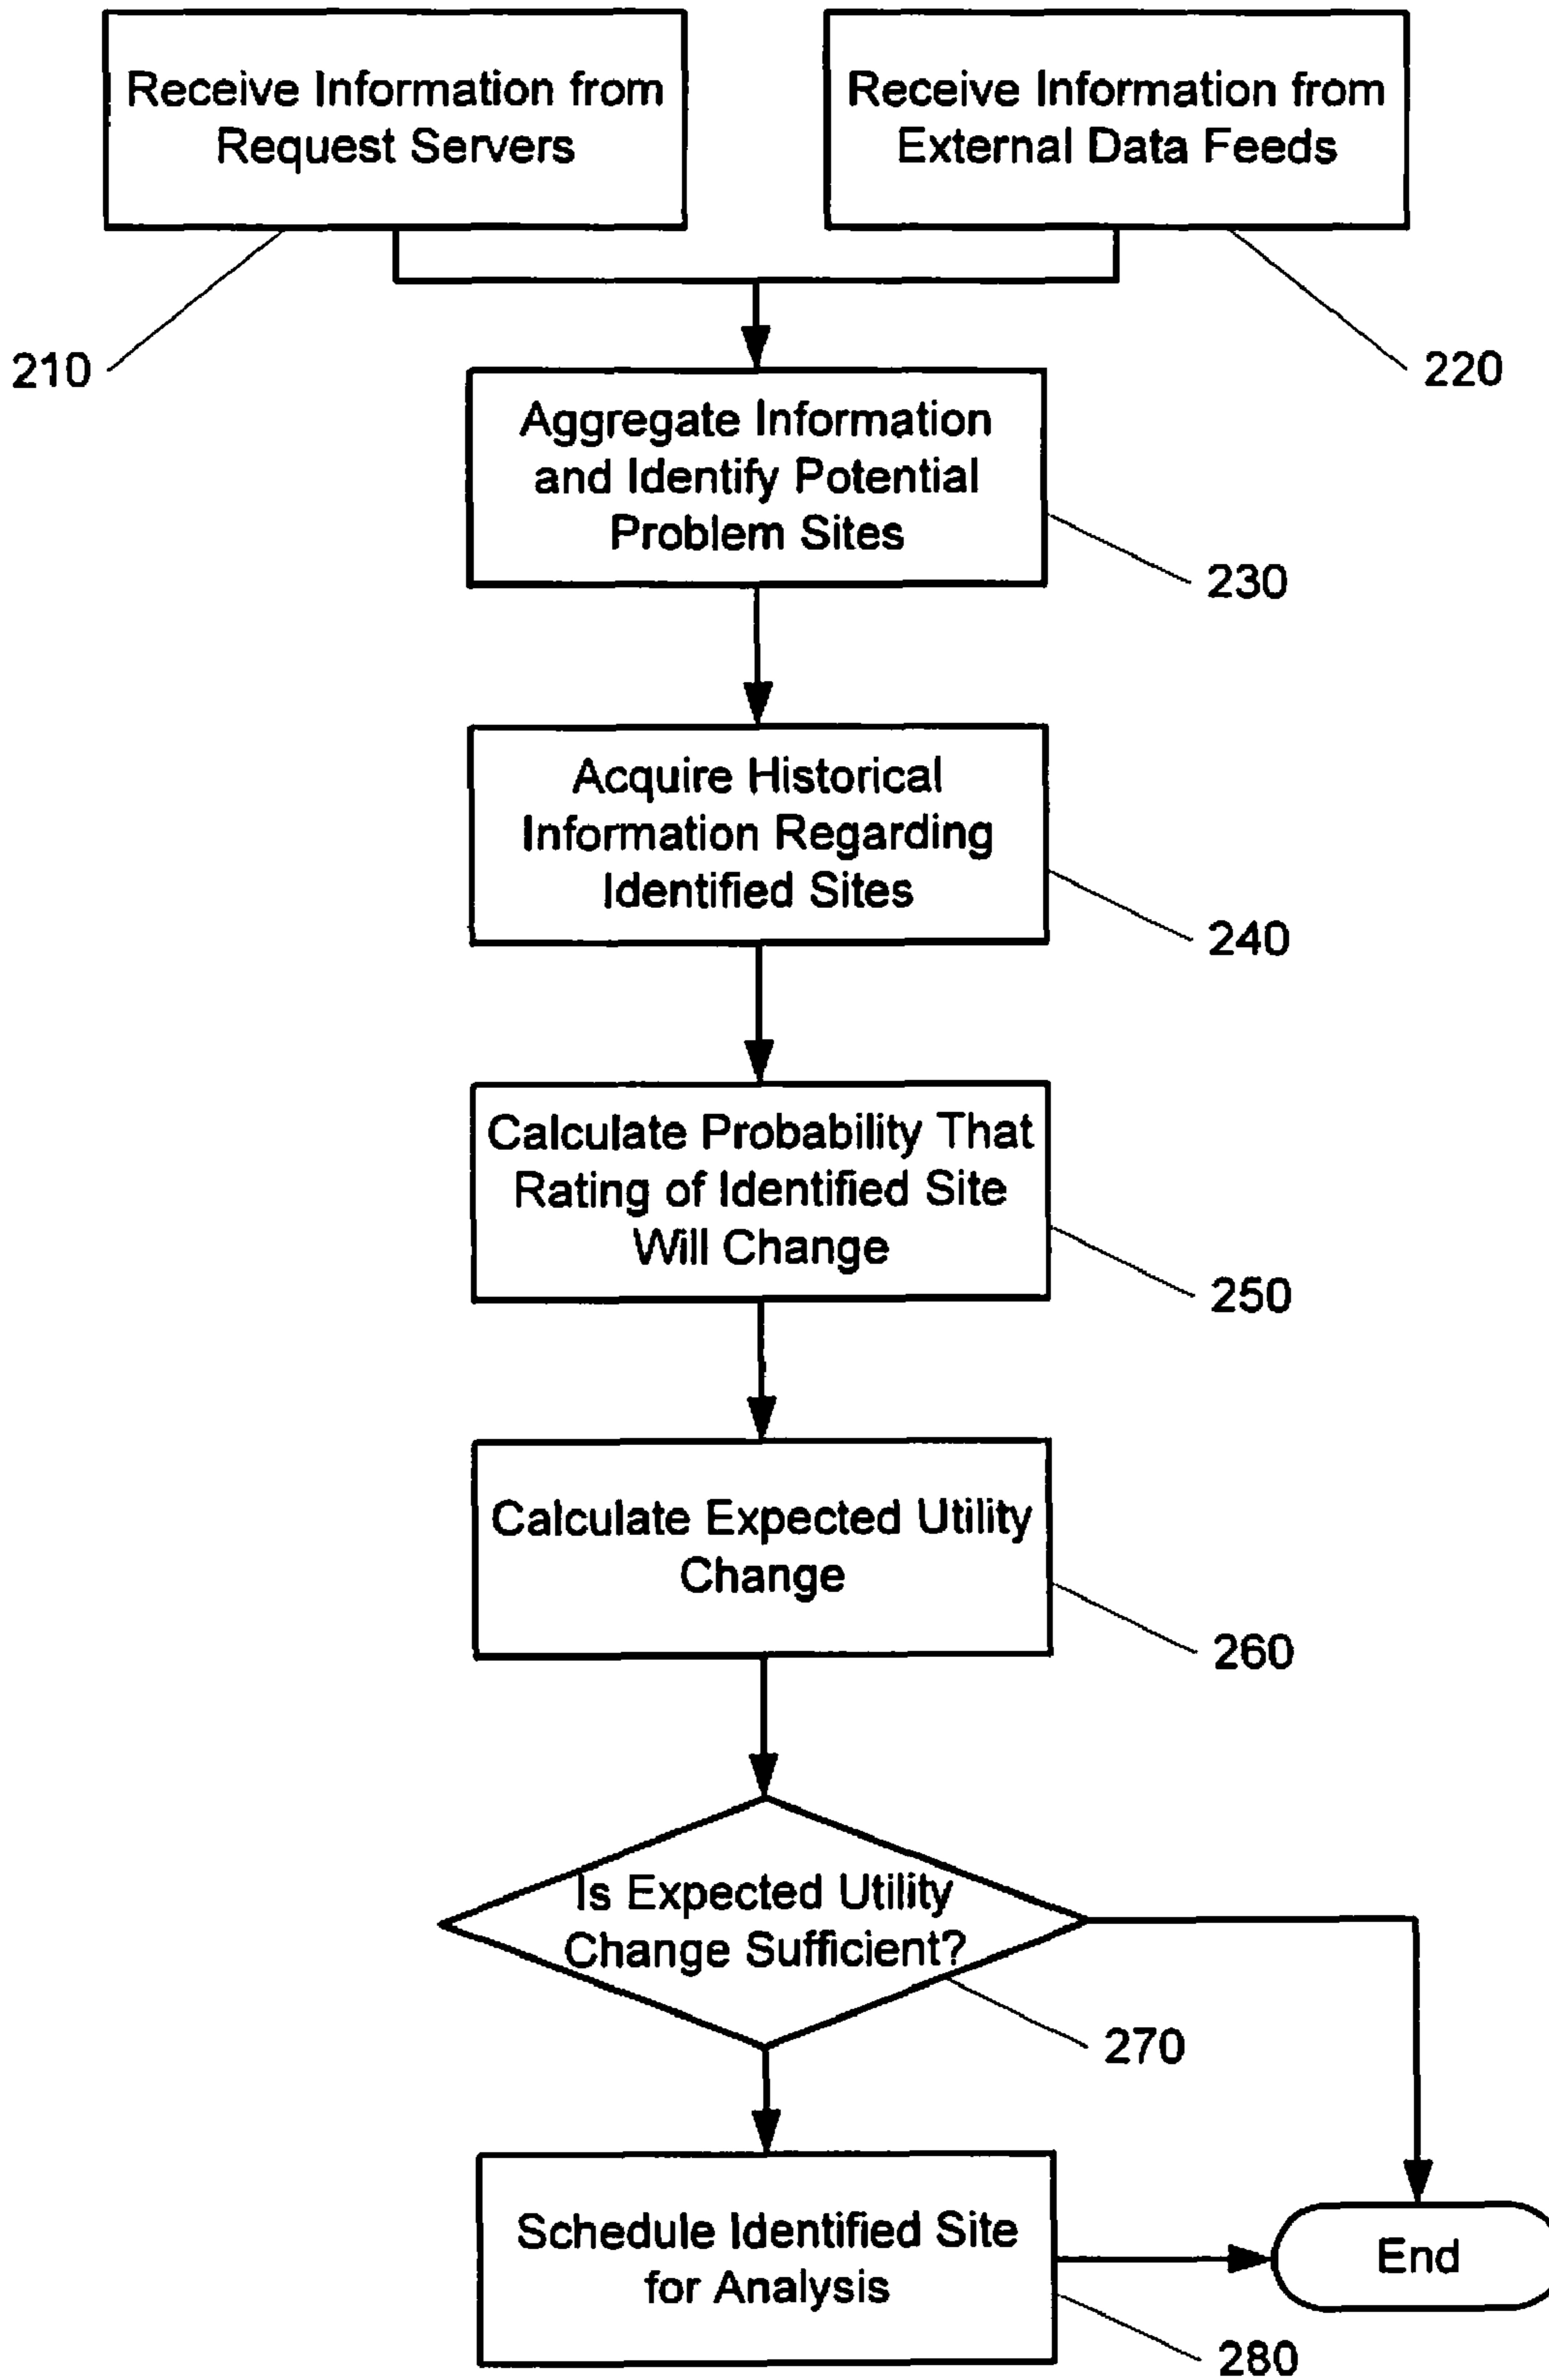 Receive Information from
Request Servers
Receive Information from
External Data Feeds
210
220
Aggregate Information
and Identify Potential
Problem Sites
230
Acquire Historical
Information Regarding
Identified Sites
240
Calculate Probability That
Rating of Identified Site
Will Change
250
Calculate Expected Utility
Change
260
Is Expected Utility
Change Sufficient?
270
Schedule Identified Site
for Analysis
End
280